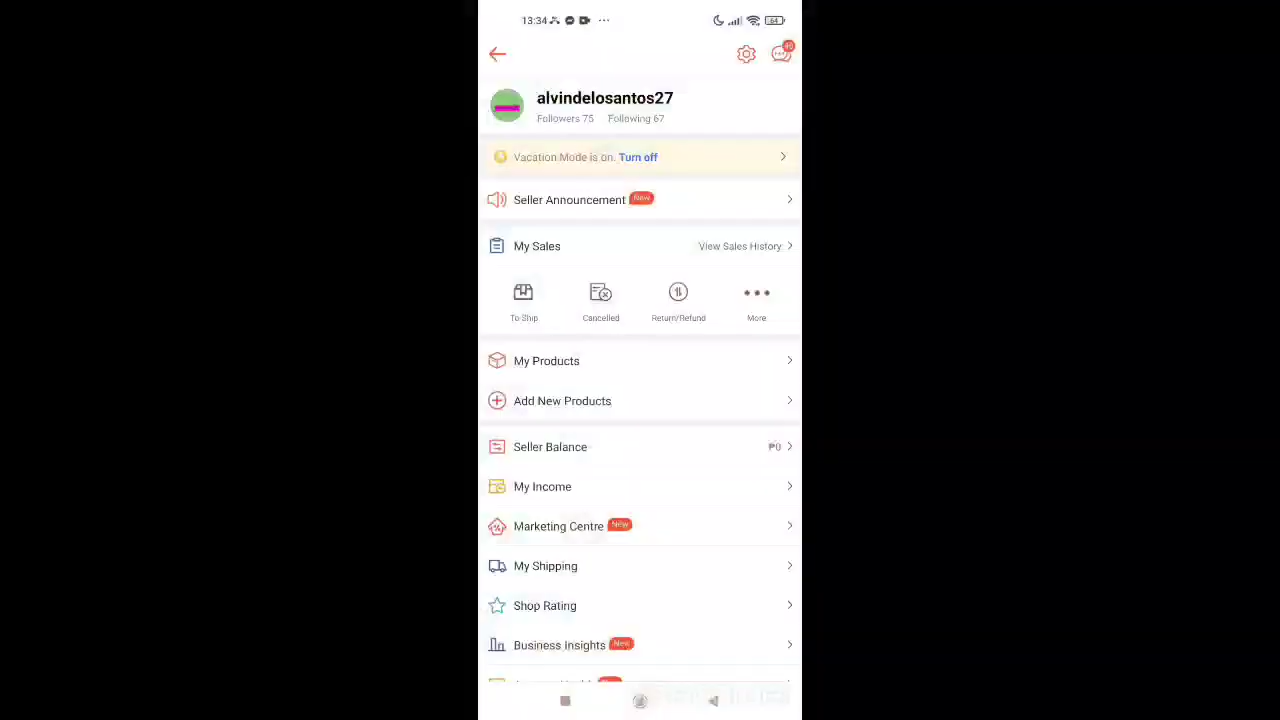 13:34
64
40
alvindelosantos27
Followers 75 Following 67
Vacation Mode is on. Turn off
Seller Announcement New
My Sales View Sales History
To Ship Cancelled Return/Refund More
My Products
Add New Products
Seller Balance ₱0
My Income
Marketing Centre New
My Shipping
Shop Rating
Business Insights New